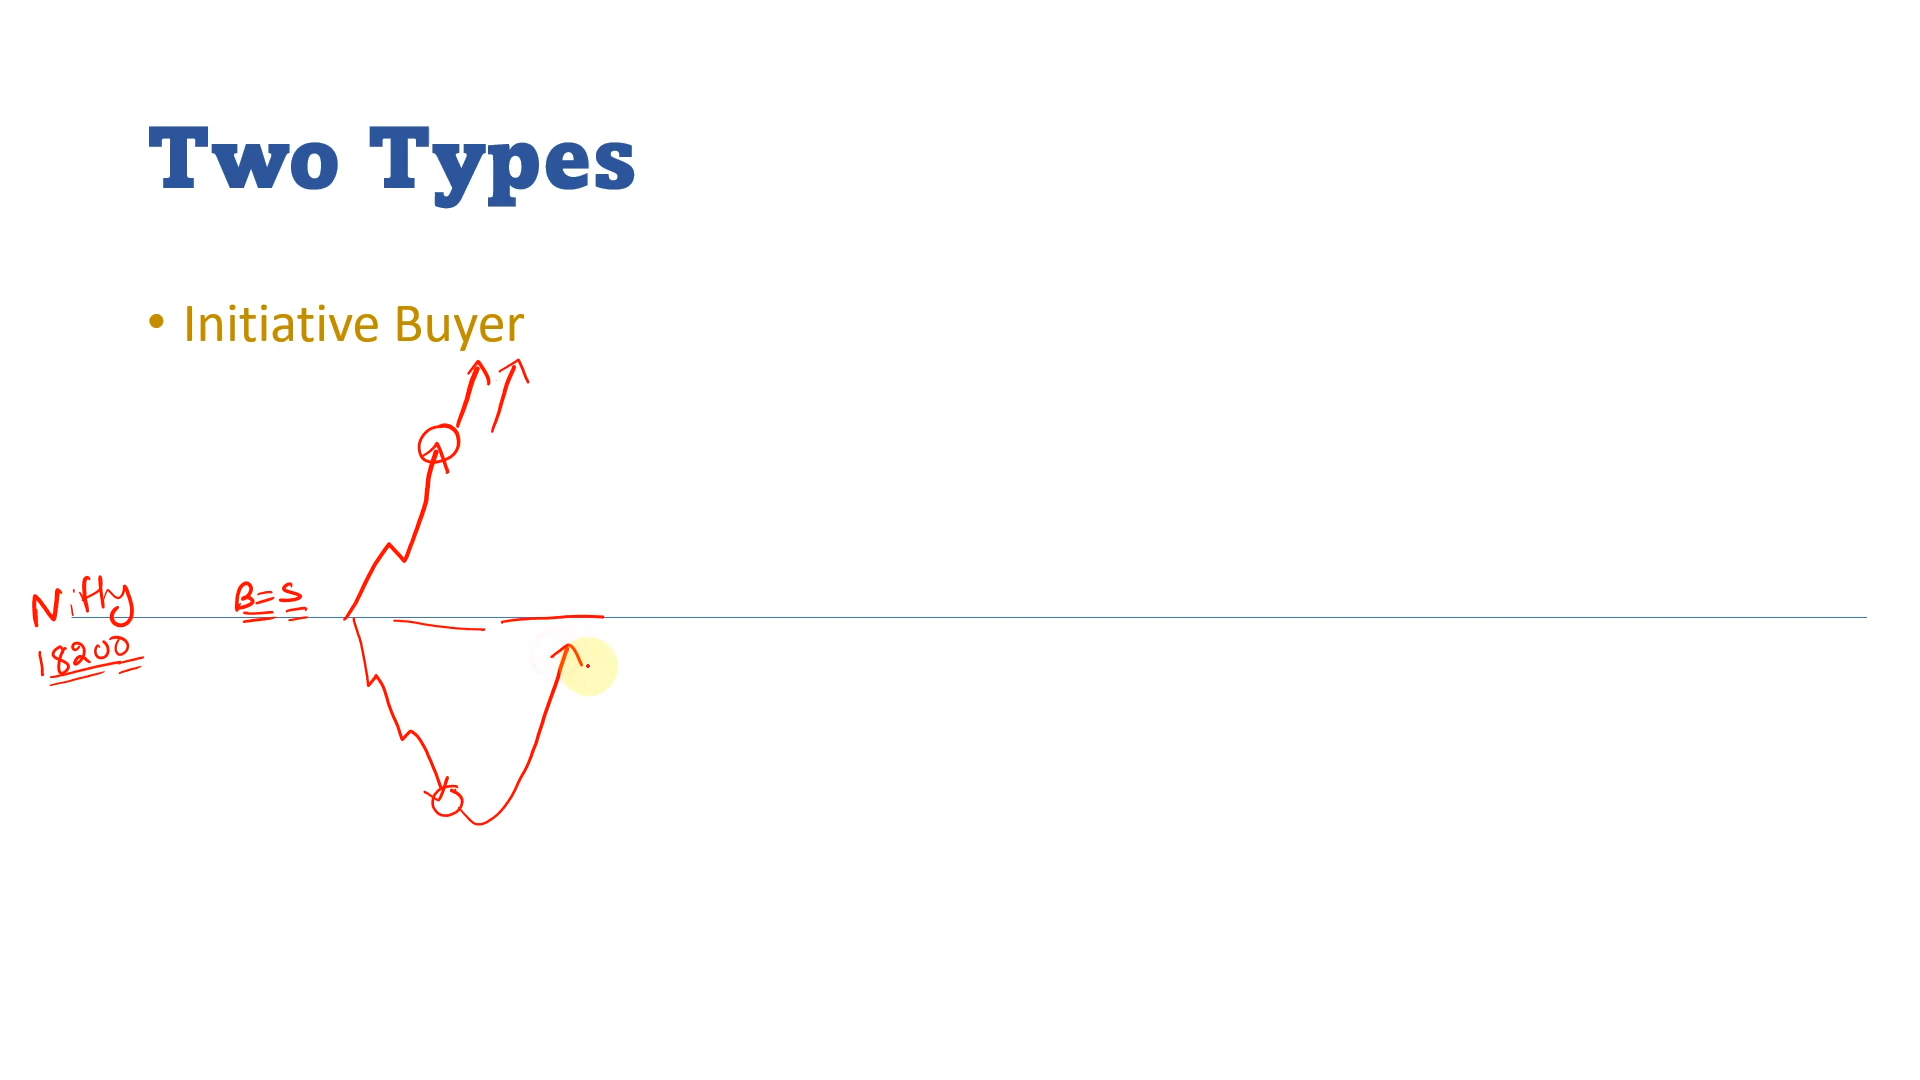 Two Types
• Initiative Buyer
Nifty
B=S
18200